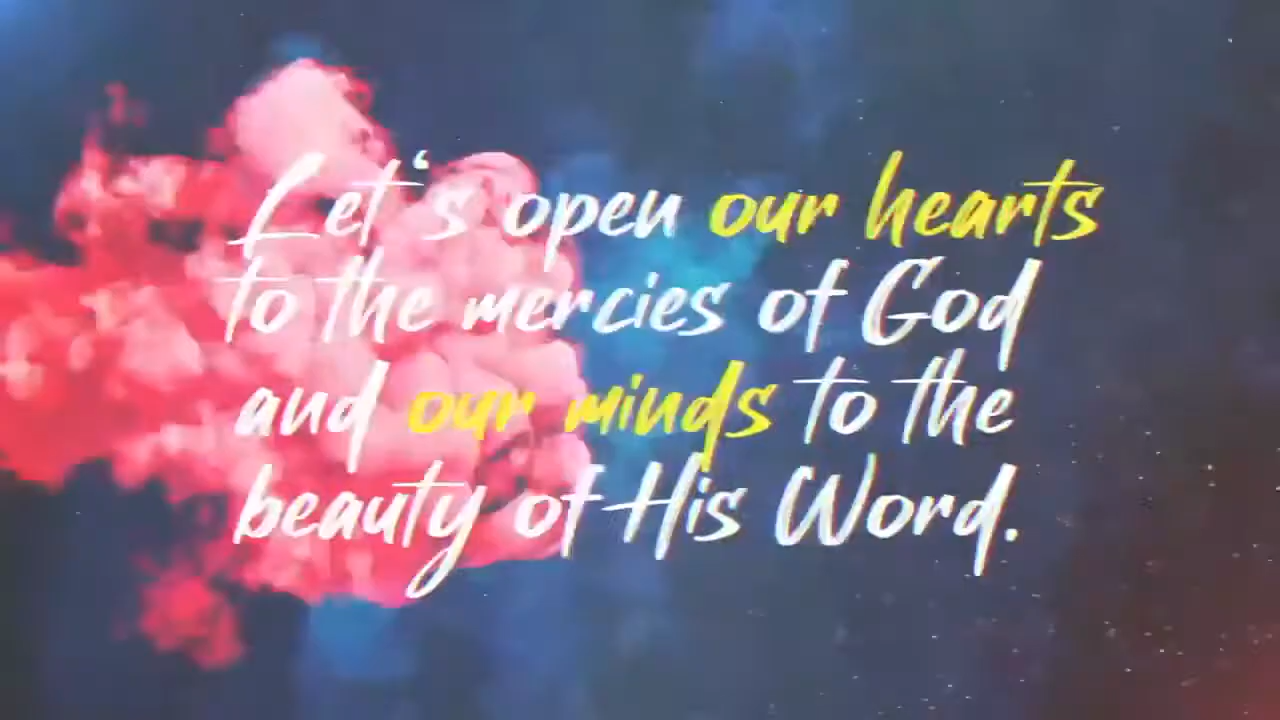 Let‘s open our hearts
to the mercies of God
and our minds to the
beauty of His Word.